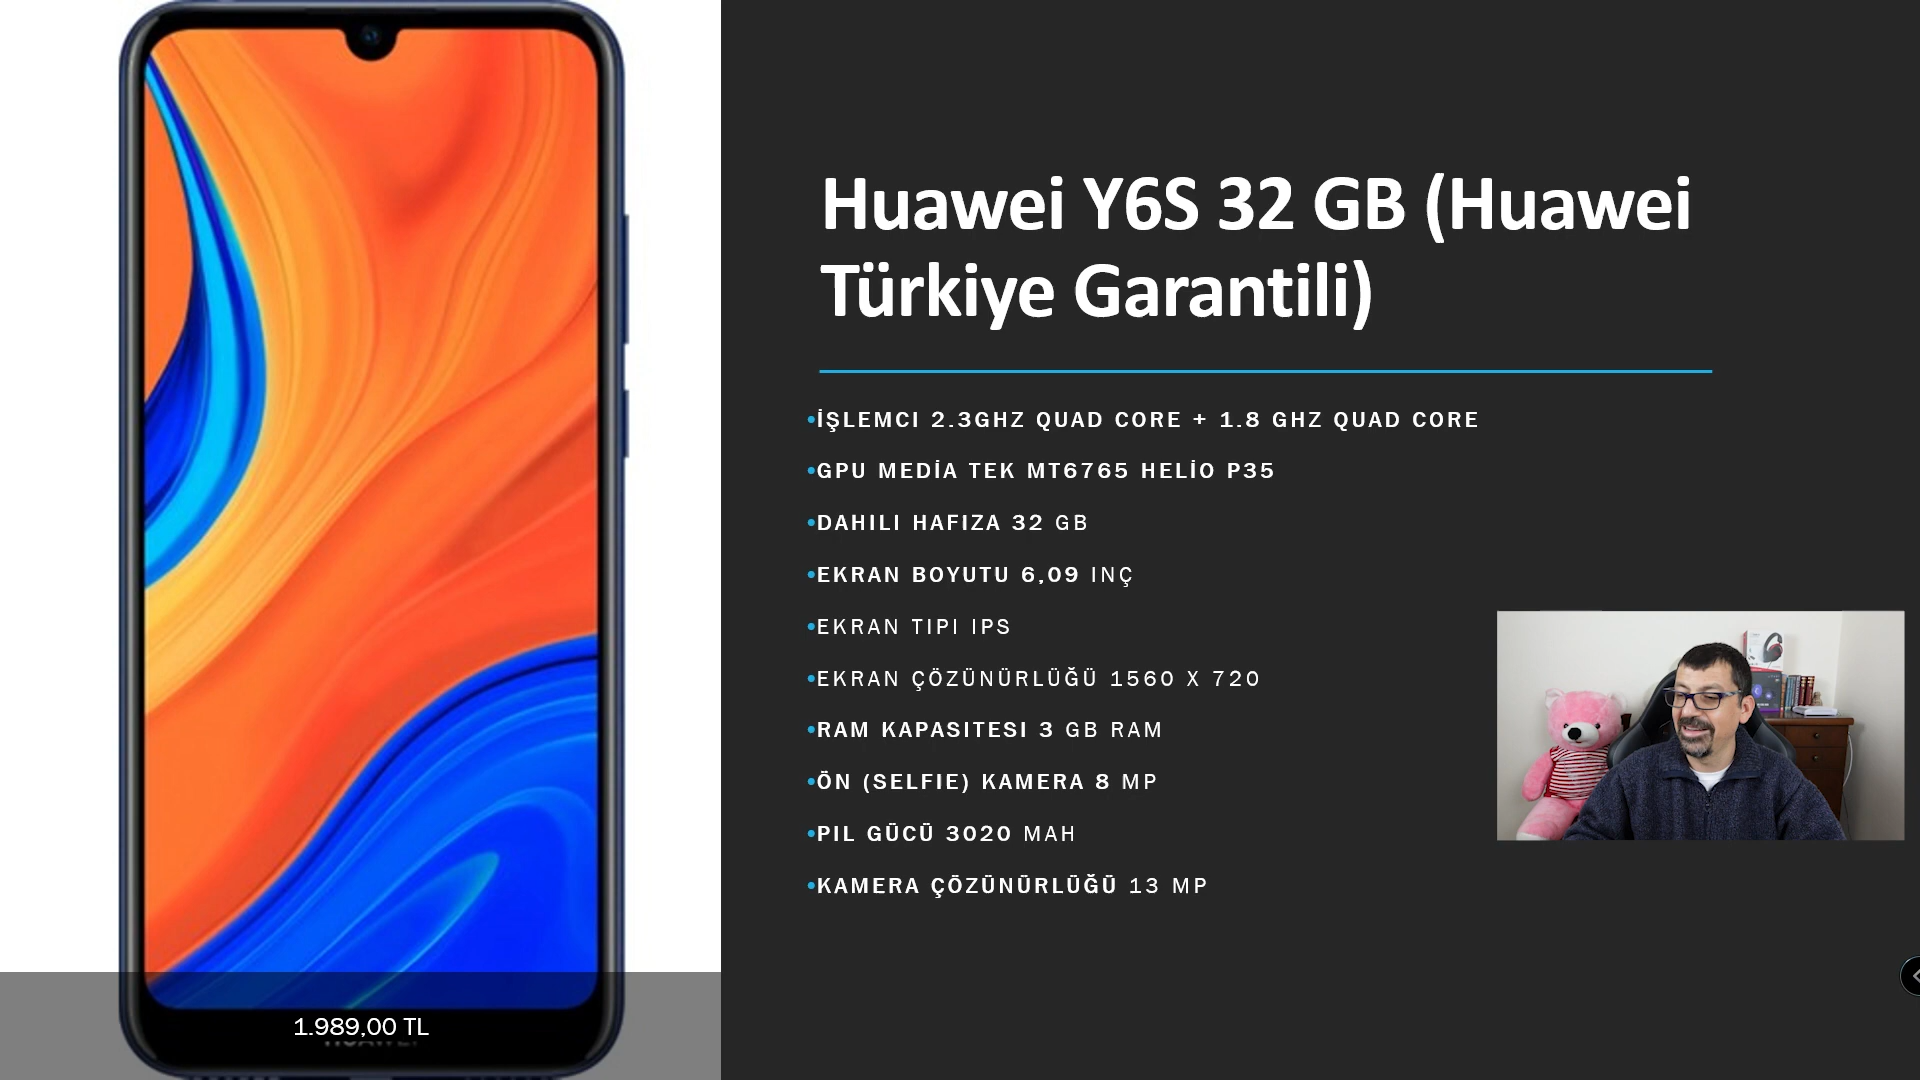 Huawei Y6S 32 GB (Huawei
Türkiye Garantili)
•İŞLEMCI 2.3GHZ QUAD CORE + 1.8 GHZ QUAD CORE
•GPU MEDİA TEK MT6765 HELİO P35
•DAHILI HAFIZA 32 GB
•EKRAN BOYUTU 6,09 INÇ
•EKRAN TIPI IPS
•EKRAN ÇÖZÜNÜRLÜĞÜ 1560 X 720
•RAM KAPASITESI 3 GB RAM
•ÖN (SELFIE) KAMERA 8 MP
•PIL GÜCÜ 3020 MAH
•KAMERA ÇÖZÜNÜRLÜĞÜ 13 MP
1.989,00 TL
HUAWEI